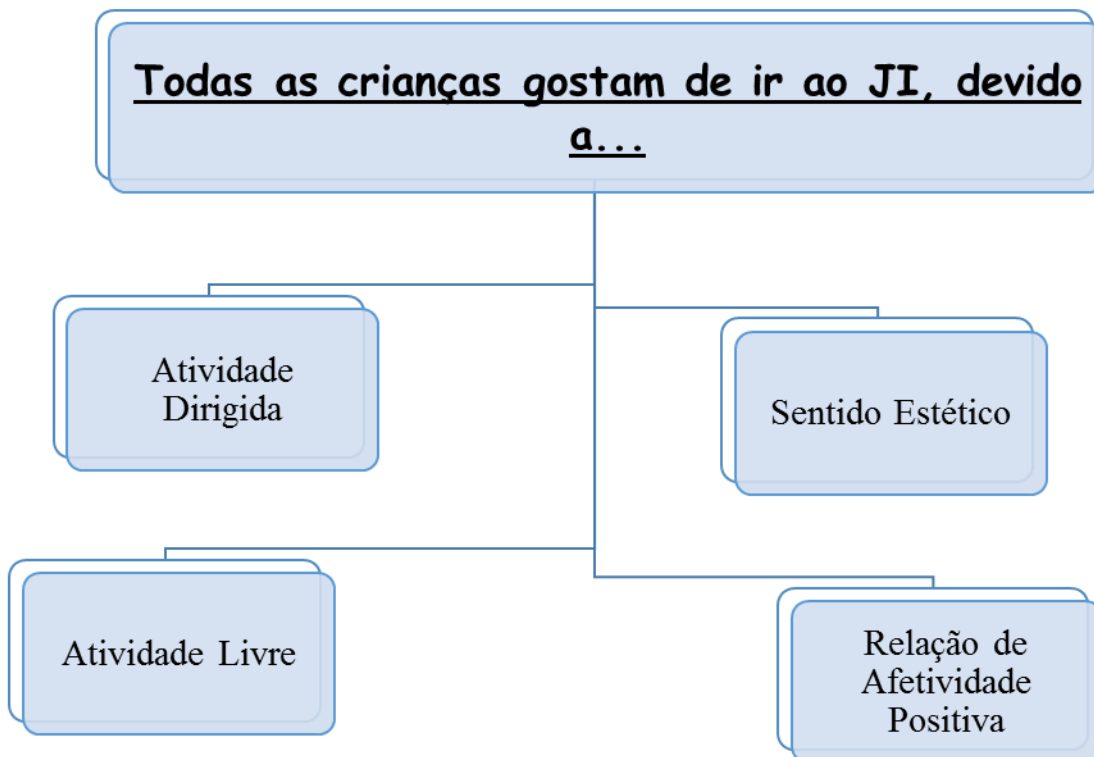 Todas as crianças gostam de ir ao JI, devido
a...
Atividade
Dirigida
Sentido Estético
Atividade Livre
Relação de
Afetividade
Positiva